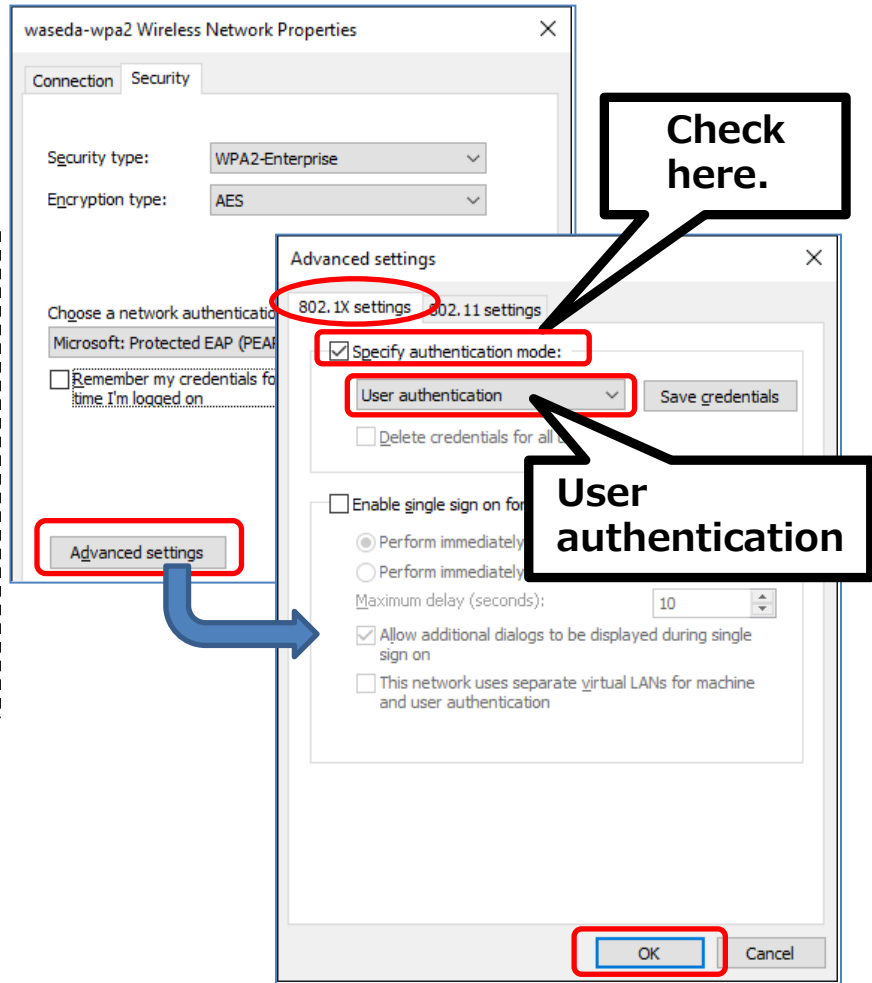 waseda-wpa2 Wireless Network Properties
Connection Security
Security type: WPA2-Enterprise
Encryption type: AES
Choose a network
Microsoft: Protected EAP
Remember my credentials
time I'm logged on
Advanced settings
Check
here.
Advanced settings
802.1X settings 802.11 settings
Specify authentication mode:
User authentication Save credentials
Delete credentials for all
User
authentication
Enable single sign on for
Perform immediately
Perform immediately
Maximum delay (seconds): 10
Allow additional dialogs to be displayed during single
sign on
This network uses separate virtual LANs for machine
and user authentication
OK Cancel